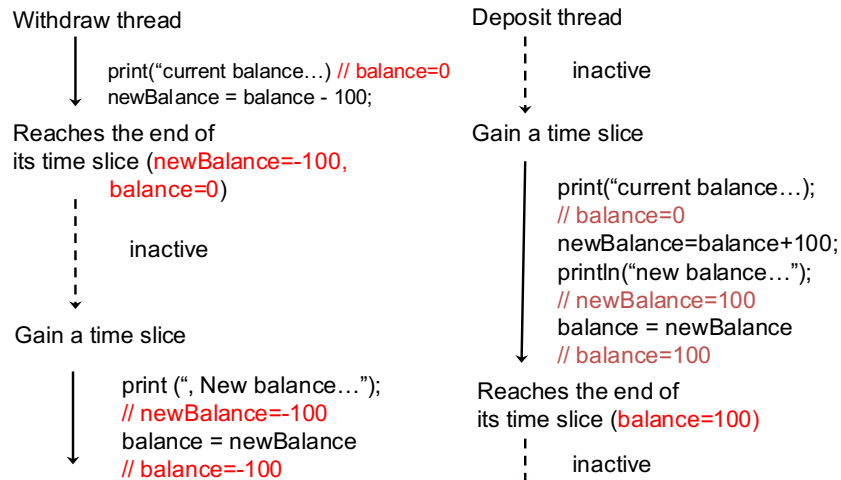 Withdraw thread
print(“current balance…) // balance=0
newBalance = balance - 100;
Reaches the end of
its time slice (newBalance=-100,
balance=0)
inactive
Gain a time slice
print (“, New balance…”);
// newBalance=-100
balance = newBalance
// balance=-100
Deposit thread
inactive
Gain a time slice
print(“current balance…);
// balance=0
newBalance=balance+100;
println(“new balance…”);
// newBalance=100
balance = newBalance
// balance=100
Reaches the end of
its time slice (balance=100)
inactive